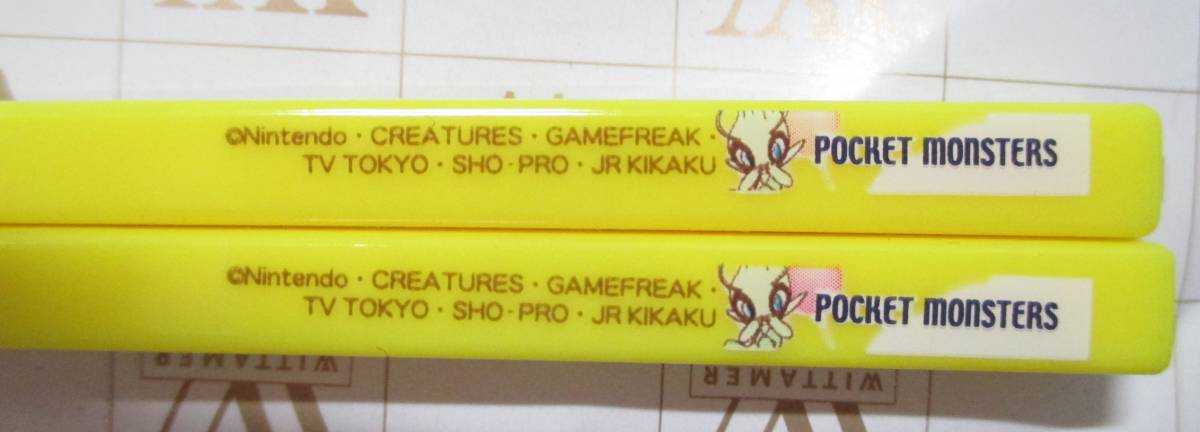 ©Nintendo · CREATURES · GAMEFREAK ·
TV TOKYO · SHO-PRO · JR KIKAKU
POCKET MONSTERS
©Nintendo · CREATURES · GAMEFREAK ·
TV TOKYO · SHO-PRO · JR KIKAKU
POCKET MONSTERS
WITTAMER
WITTAMER